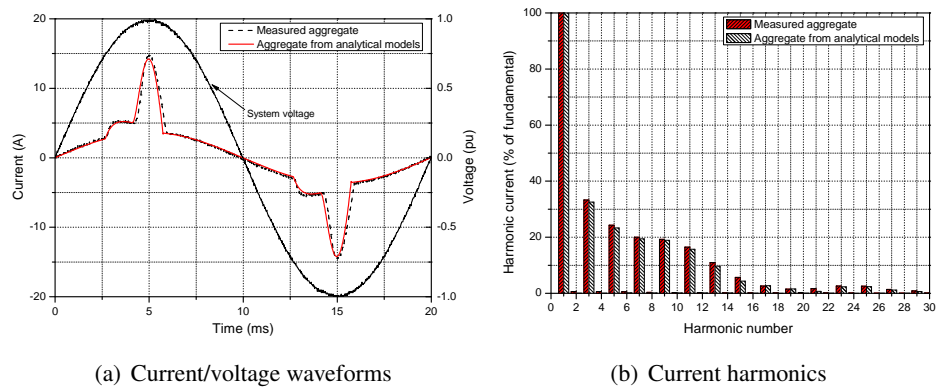 20
10
0
-10
-20
Current (A)
1.0
0.5
0.0
-0.5
-1.0
Voltage (pu)
Measured aggregate
Aggregate from analytical models
System voltage
0 5 10 15 20
Time (ms)
(a) Current/voltage waveforms
100
80
60
40
20
0
Harmonic current (% of fundamental)
Measured aggregate
Aggregate from analytical models
0 2 4 6 8 10 12 14 16 18 20 22 24 26 28 30
Harmonic number
(b) Current harmonics